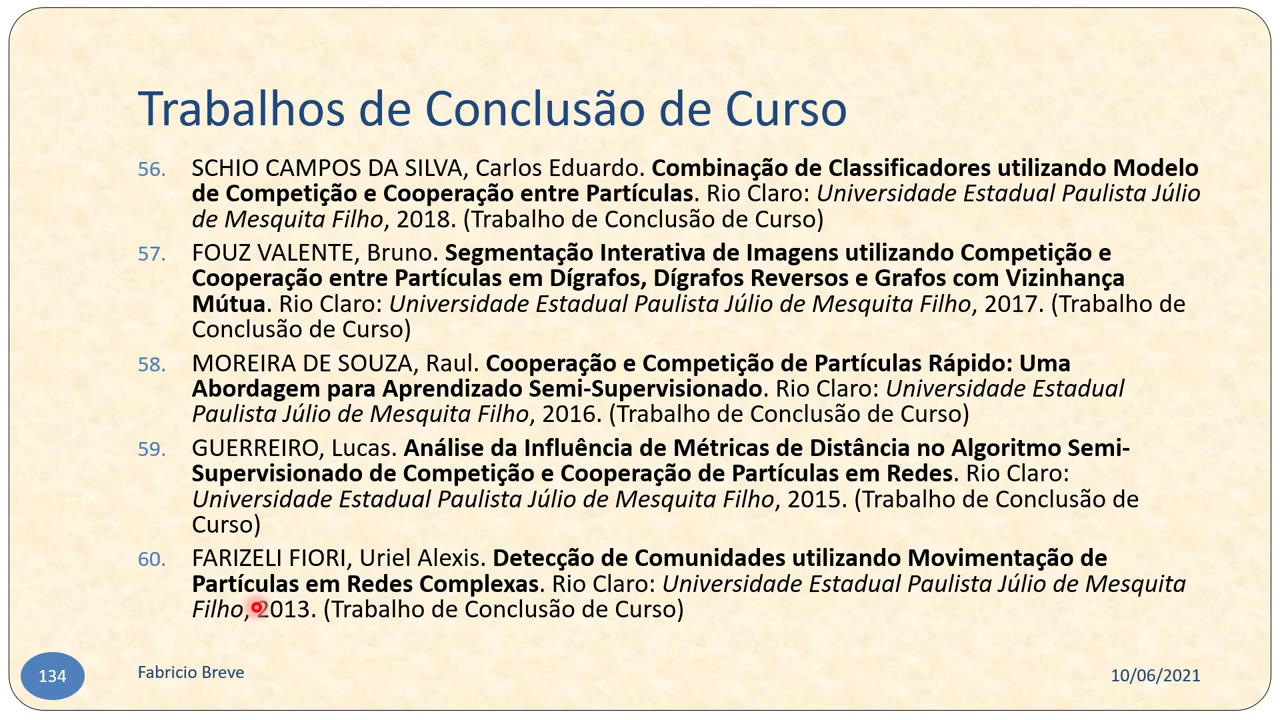 Trabalhos de Conclusão de Curso
56. SCHIO CAMPOS DA SILVA, Carlos Eduardo. Combinação de Classificadores utilizando Modelo
de Competição e Cooperação entre Partículas. Rio Claro: Universidade Estadual Paulista Júlio
de Mesquita Filho, 2018. (Trabalho de Conclusão de Curso)
57. FOUZ VALENTE, Bruno. Segmentação Interativa de Imagens utilizando Competição e
Cooperação entre Partículas em Dígrafos, Dígrafos Reversos e Grafos com Vizinhança
Mútua. Rio Claro: Universidade Estadual Paulista Júlio de Mesquita Filho, 2017. (Trabalho de
Conclusão de Curso)
58. MOREIRA DE SOUZA, Raul. Cooperação e Competição de Partículas Rápido: Uma
Abordagem para Aprendizado Semi-Supervisionado. Rio Claro: Universidade Estadual
Paulista Júlio de Mesquita Filho, 2016. (Trabalho de Conclusão de Curso)
59. GUERREIRO, Lucas. Análise da Influência de Métricas de Distância no Algoritmo Semi-
Supervisionado de Competição e Cooperação de Partículas em Redes. Rio Claro:
Universidade Estadual Paulista Júlio de Mesquita Filho, 2015. (Trabalho de Conclusão de
Curso)
60. FARIZELI FIORI, Uriel Alexis. Detecção de Comunidades utilizando Movimentação de
Partículas em Redes Complexas. Rio Claro: Universidade Estadual Paulista Júlio de Mesquita
Filho, 2013. (Trabalho de Conclusão de Curso)
134
Fabricio Breve
10/06/2021